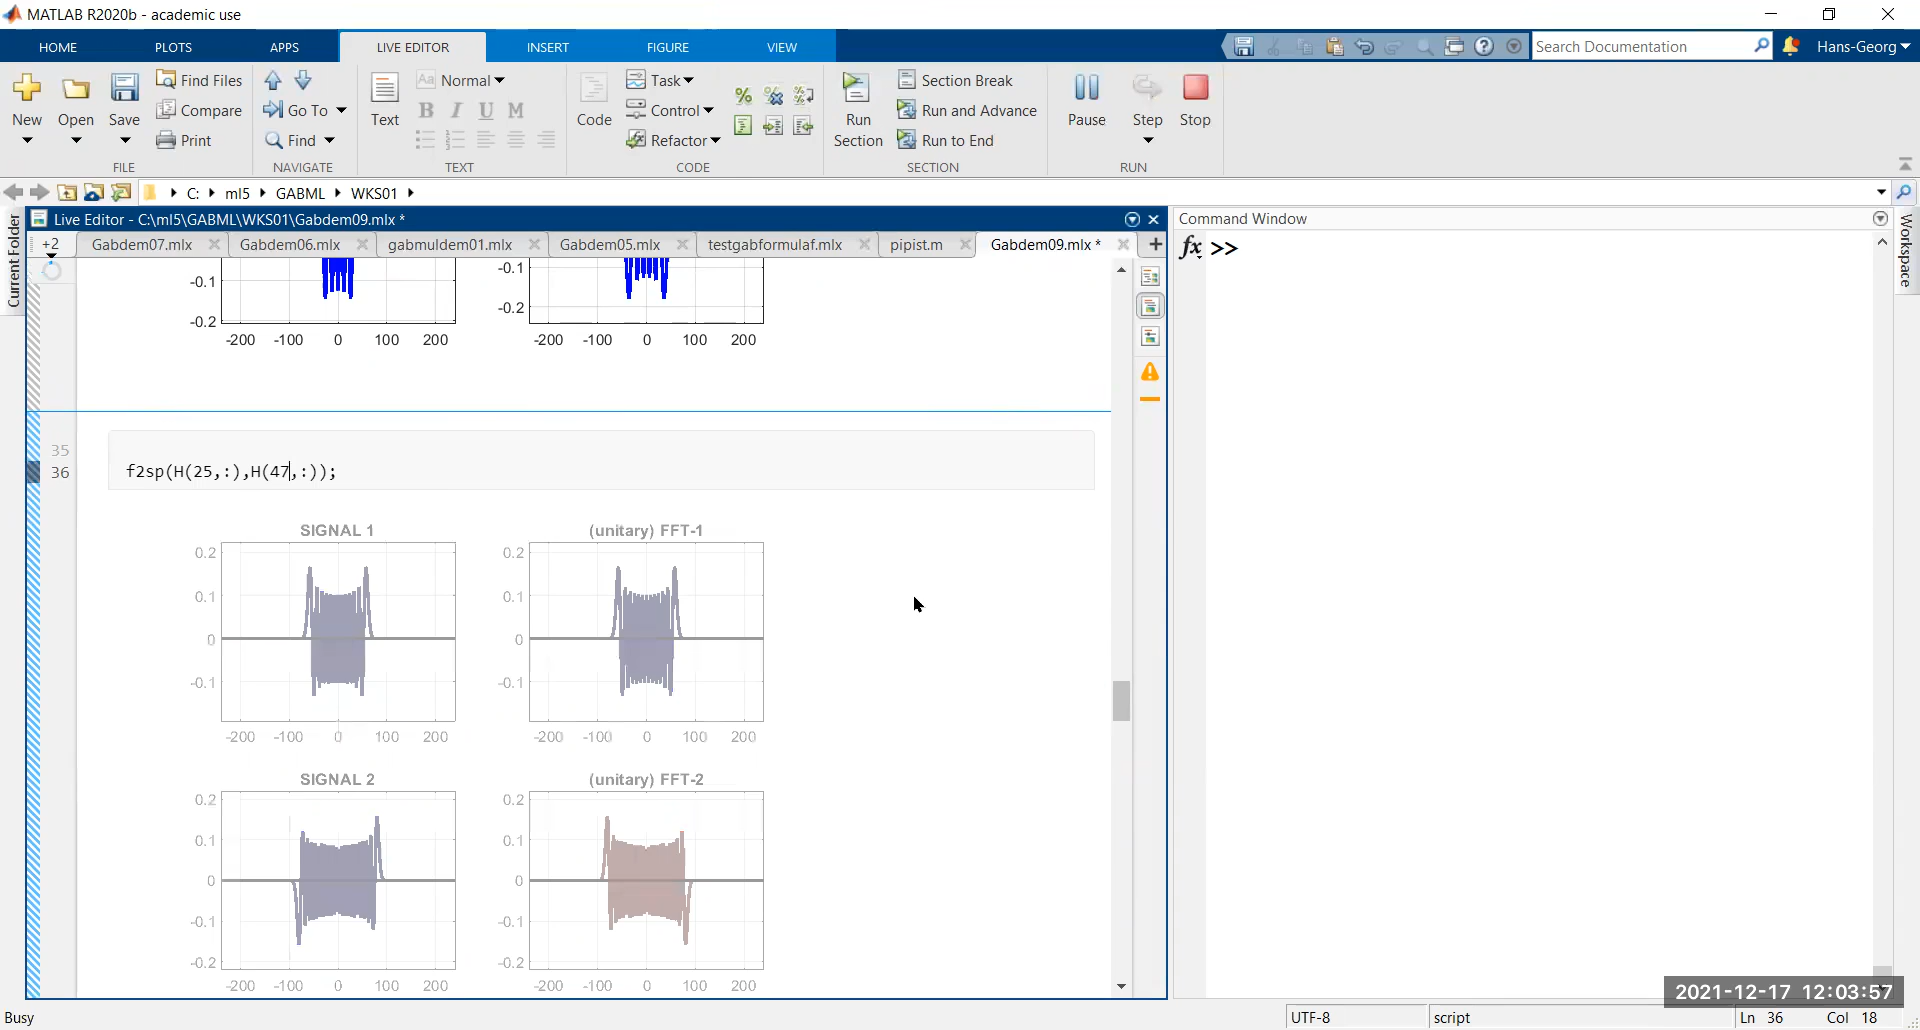 MATLAB R2020b - academic use
HOME PLOTS APPS LIVE EDITOR INSERT FIGURE VIEW Search Documentation Hans-Georg
New Open Save Find Files Compare Print
FILE
Go To Find
NAVIGATE
Text Aa Normal B I U M
TEXT
Code Task Control Refactor
CODE
Run Section Section Break Run and Advance Run to End
SECTION
Pause Step Stop
RUN
C: ml5 GABML WKS01
Current Folder
Live Editor - C:\ml5\GABML\WKS01\Gabdem09.mlx *
+2 Gabdem07.mlx Gabdem06.mlx gabmuldem01.mlx Gabdem05.mlx testgabformulaf.mlx pipist.m Gabdem09.mlx * +
Command Window
fx >>
Workspace
-0.1 -0.1
-0.2 -0.2
-200 -100 0 100 200 -200 -100 0 100 200
35
36 f2sp(H(25,:),H(47,:));
SIGNAL 1 (unitary) FFT-1
0.2 0.2
0.1 0.1
0 0
-0.1 -0.1
-200 -100 0 100 200 -200 -100 0 100 200
SIGNAL 2 (unitary) FFT-2
0.2 0.2
0.1 0.1
0 0
-0.1 -0.1
-0.2 -0.2
-200 -100 0 100 200 -200 -100 0 100 200
2021-12-17 12:03:57
Busy UTF-8 script Ln 36 Col 18